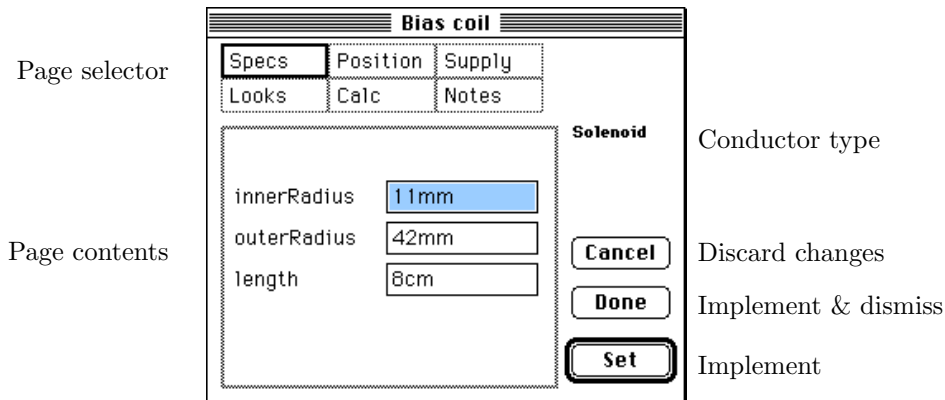 Bias coil
Page selector
Specs Position Supply
Looks Calc Notes
Solenoid
Conductor type
innerRadius 11mm
outerRadius 42mm
length 8cm
Page contents
Cancel
Discard changes
Done
Implement & dismiss
Set
Implement